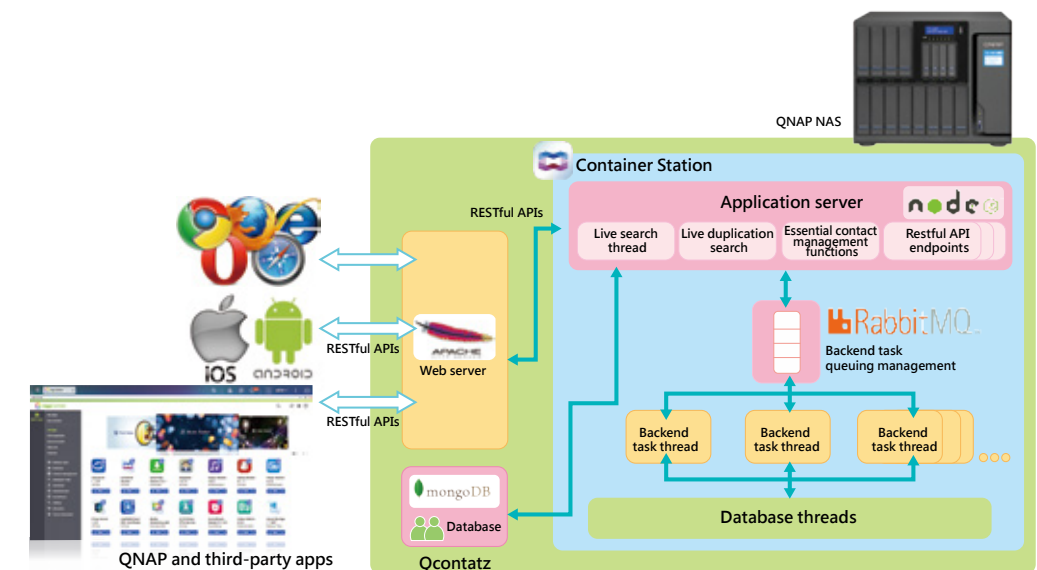 QNAP NAS
Container Station
RESTful APIs
Application server
node
Live search
thread
Live duplication
search
Essential contact
management
functions
Restful API
endpoints
APACHE
Web server
RabbitMQ
Backend task
queuing management
iOS
ANDROID
RESTful APIs
RESTful APIs
Backend
task thread
Backend
task thread
Backend
task thread
mongoDB
Database
Database threads
QNAP and third-party apps
Qcontatz